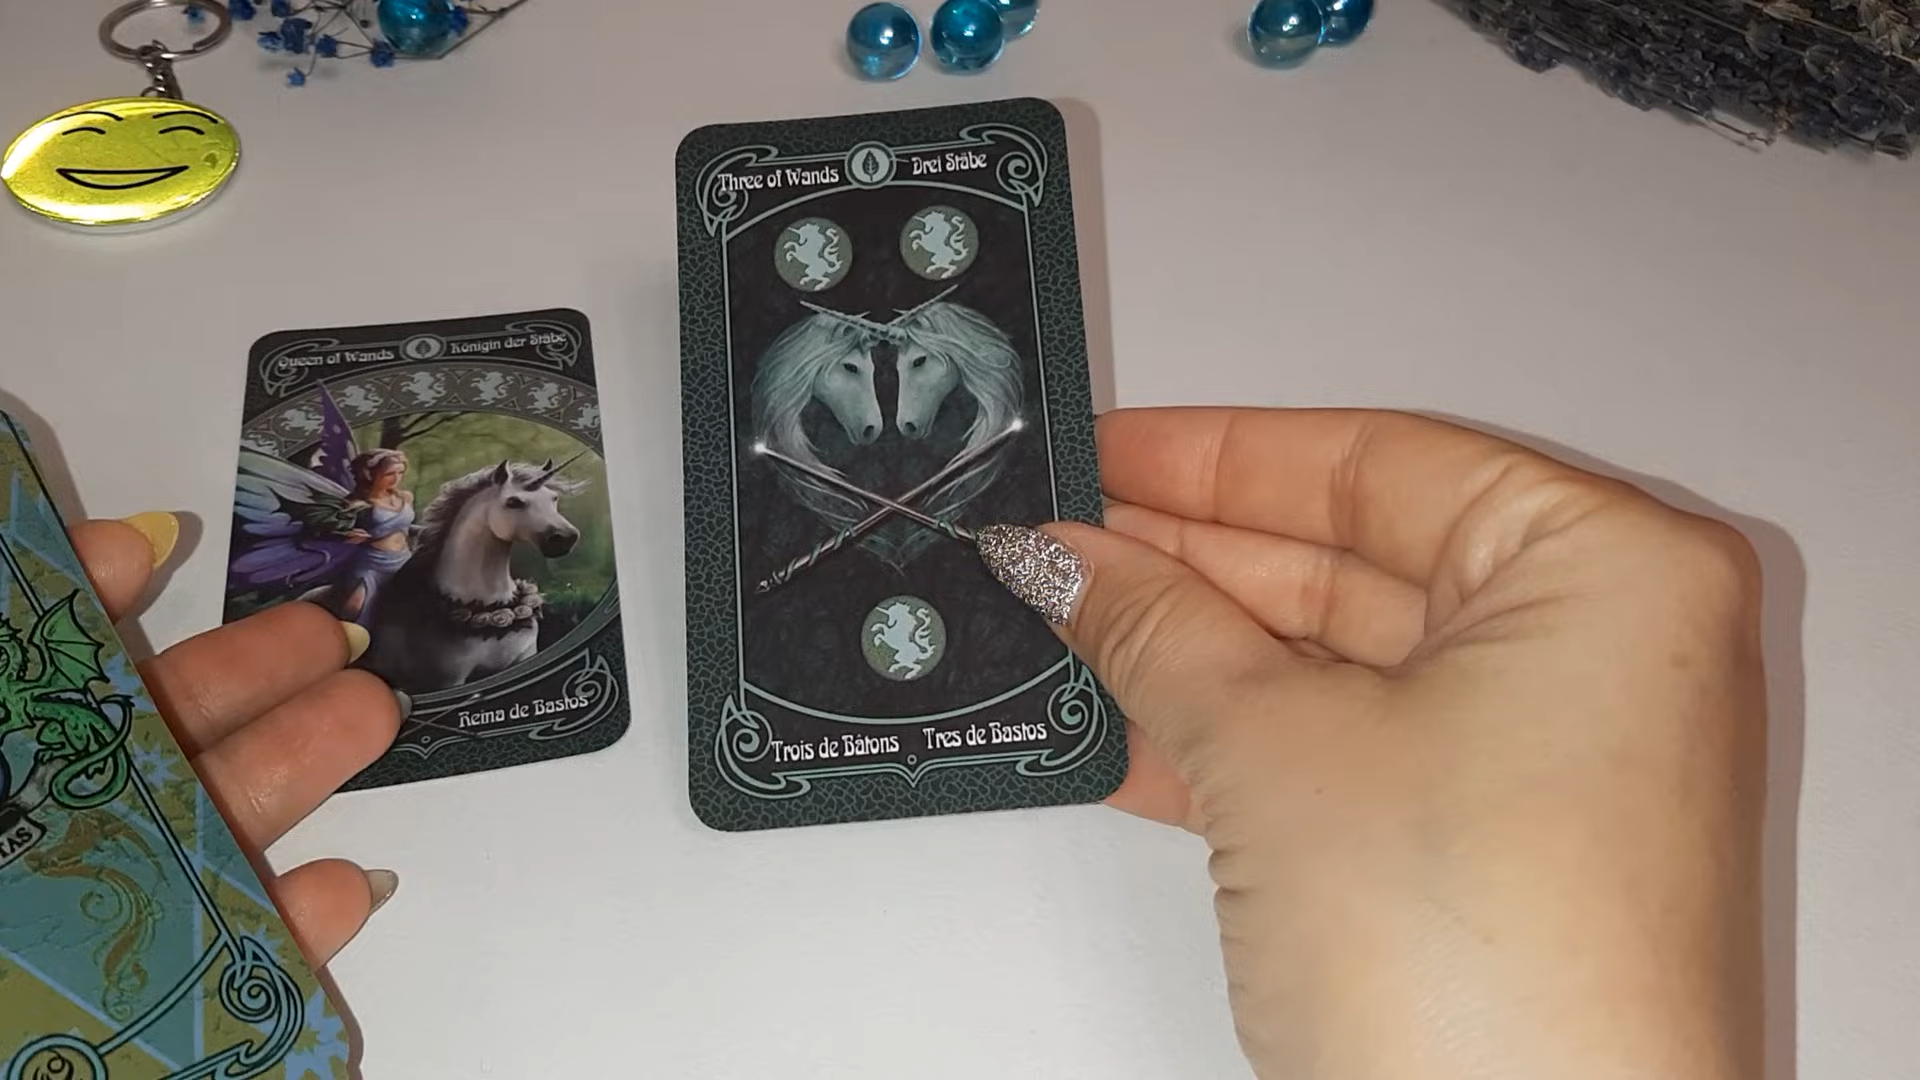 Three of Wands
Drei Stäbe
Trois de Bâtons
Tres de Bastos
Queen of Wands
Königin der Stäbe
Reina de Bastos
TAS